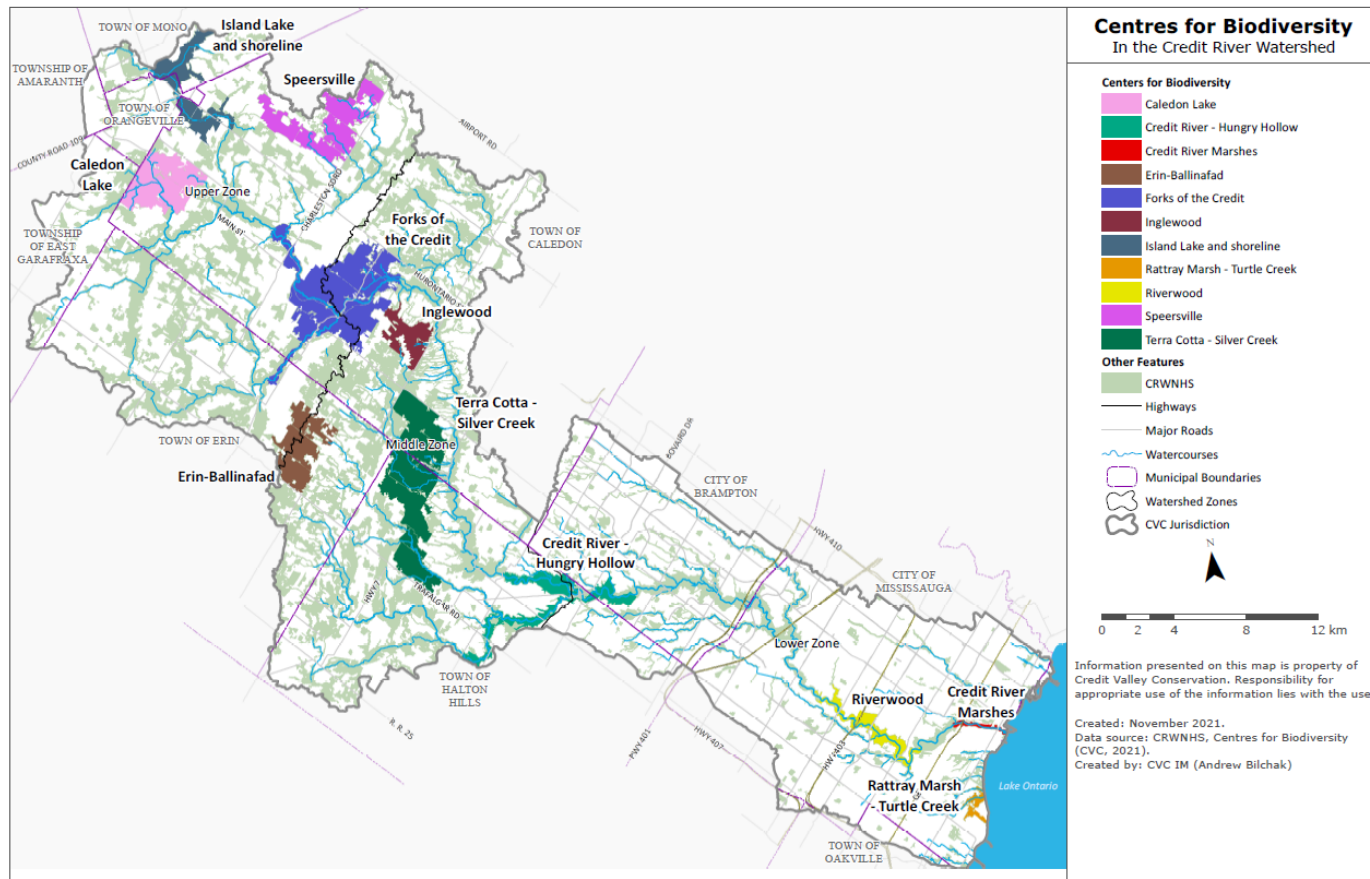 TOWN OF MONO
Island Lake
and shoreline
TOWNSHIP OF
AMARANTH
Speersville
TOWN OF
ORANGEVILLE
AIRPORT RD
COUNTY ROAD 109
Caledon
Lake
Upper Zone
CHARLESTON SDRD
MAIN ST
Forks of
the Credit
TOWN OF
CALEDON
TOWNSHIP
OF EAST
GARAFRAXA
HURONTARIO
Inglewood
Terra Cotta -
Silver Creek
TOWN OF ERIN
Middle Zone
BOVAIRD DR
Erin-Ballinafad
CITY OF
BRAMPTON
HWY 410
Credit River -
Hungry Hollow
HWY 7
TRAFALGAR RD
CITY OF
MISSISSAUGA
Lower Zone
TOWN OF
HALTON
HILLS
R. R. 25
HWY 401
HWY 407
Riverwood
Credit River
Marshes
HWY 403
Rattray Marsh
- Turtle Creek
Lake Ontario
TOWN OF
OAKVILLE
Centres for Biodiversity
In the Credit River Watershed
Centers for Biodiversity
Caledon Lake
Credit River - Hungry Hollow
Credit River Marshes
Erin-Ballinafad
Forks of the Credit
Inglewood
Island Lake and shoreline
Rattray Marsh - Turtle Creek
Riverwood
Speersville
Terra Cotta - Silver Creek
Other Features
CRWNHS
Highways
Major Roads
Watercourses
Municipal Boundaries
Watershed Zones
CVC Jurisdiction
N
0 2 4 8 12 km
Information presented on this map is property of
Credit Valley Conservation. Responsibility for
appropriate use of the information lies with the use
Created: November 2021.
Data source: CRWNHS, Centres for Biodiversity
(CVC, 2021).
Created by: CVC IM (Andrew Bilchak)